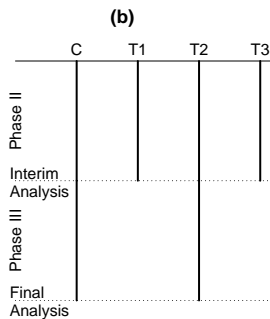 (b)
C T1 T2 T3
Phase II
Interim
Analysis
Phase III
Final
Analysis